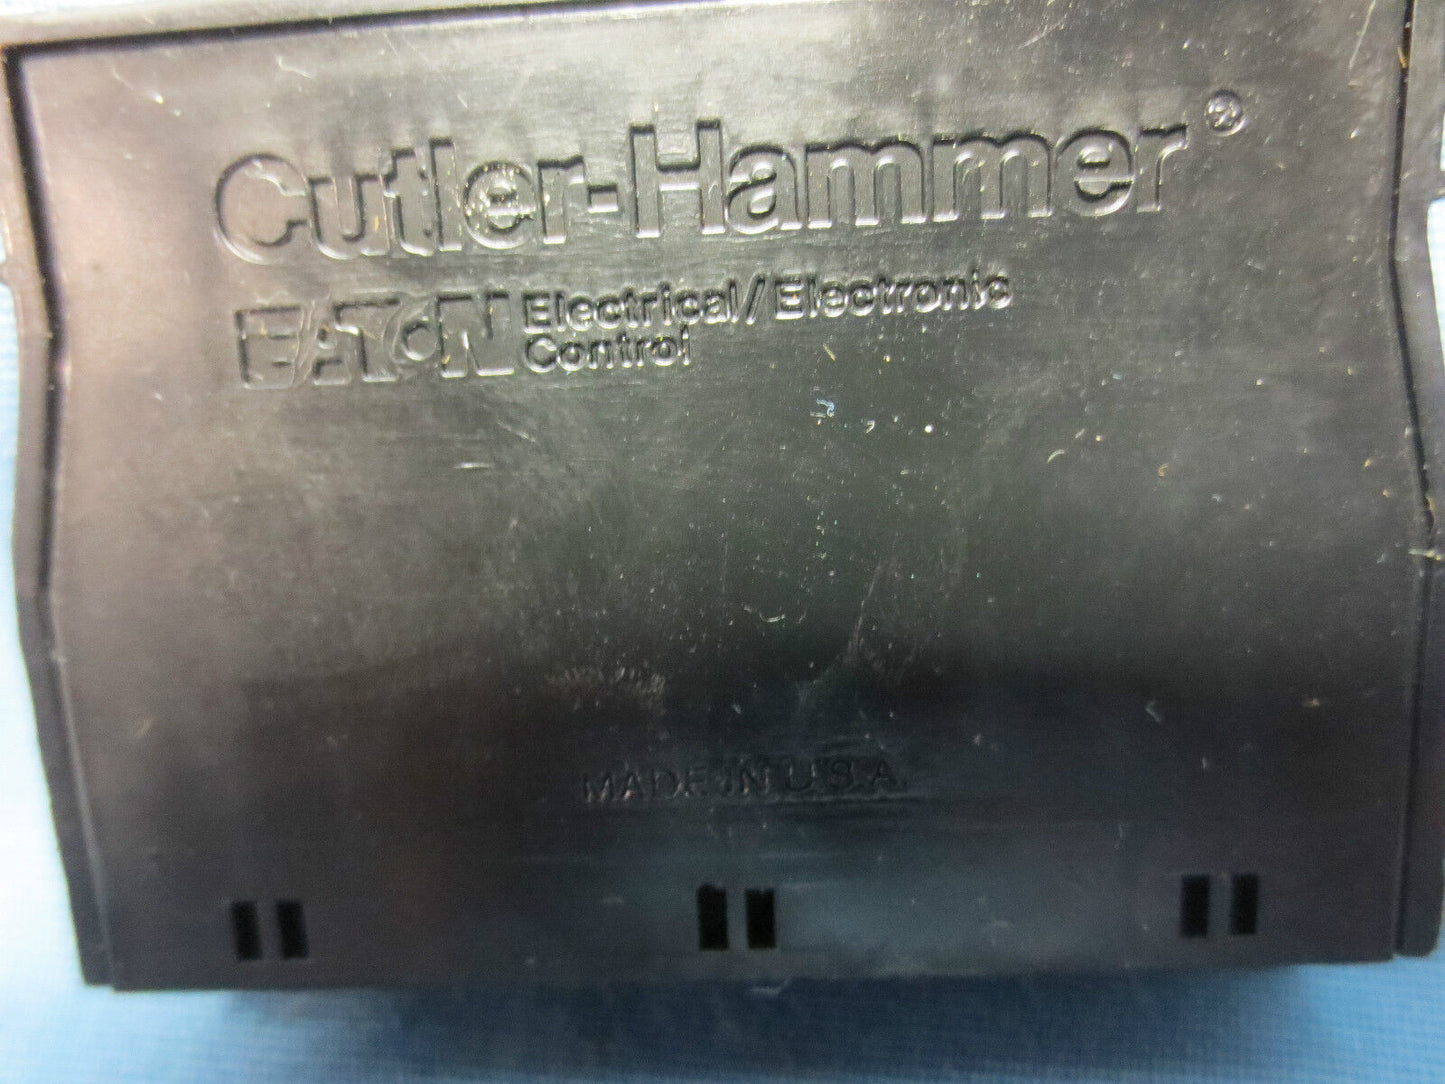 Cutler-Hammer®
EATON Electrical/Electronic
Control
MADE IN U.S.A.